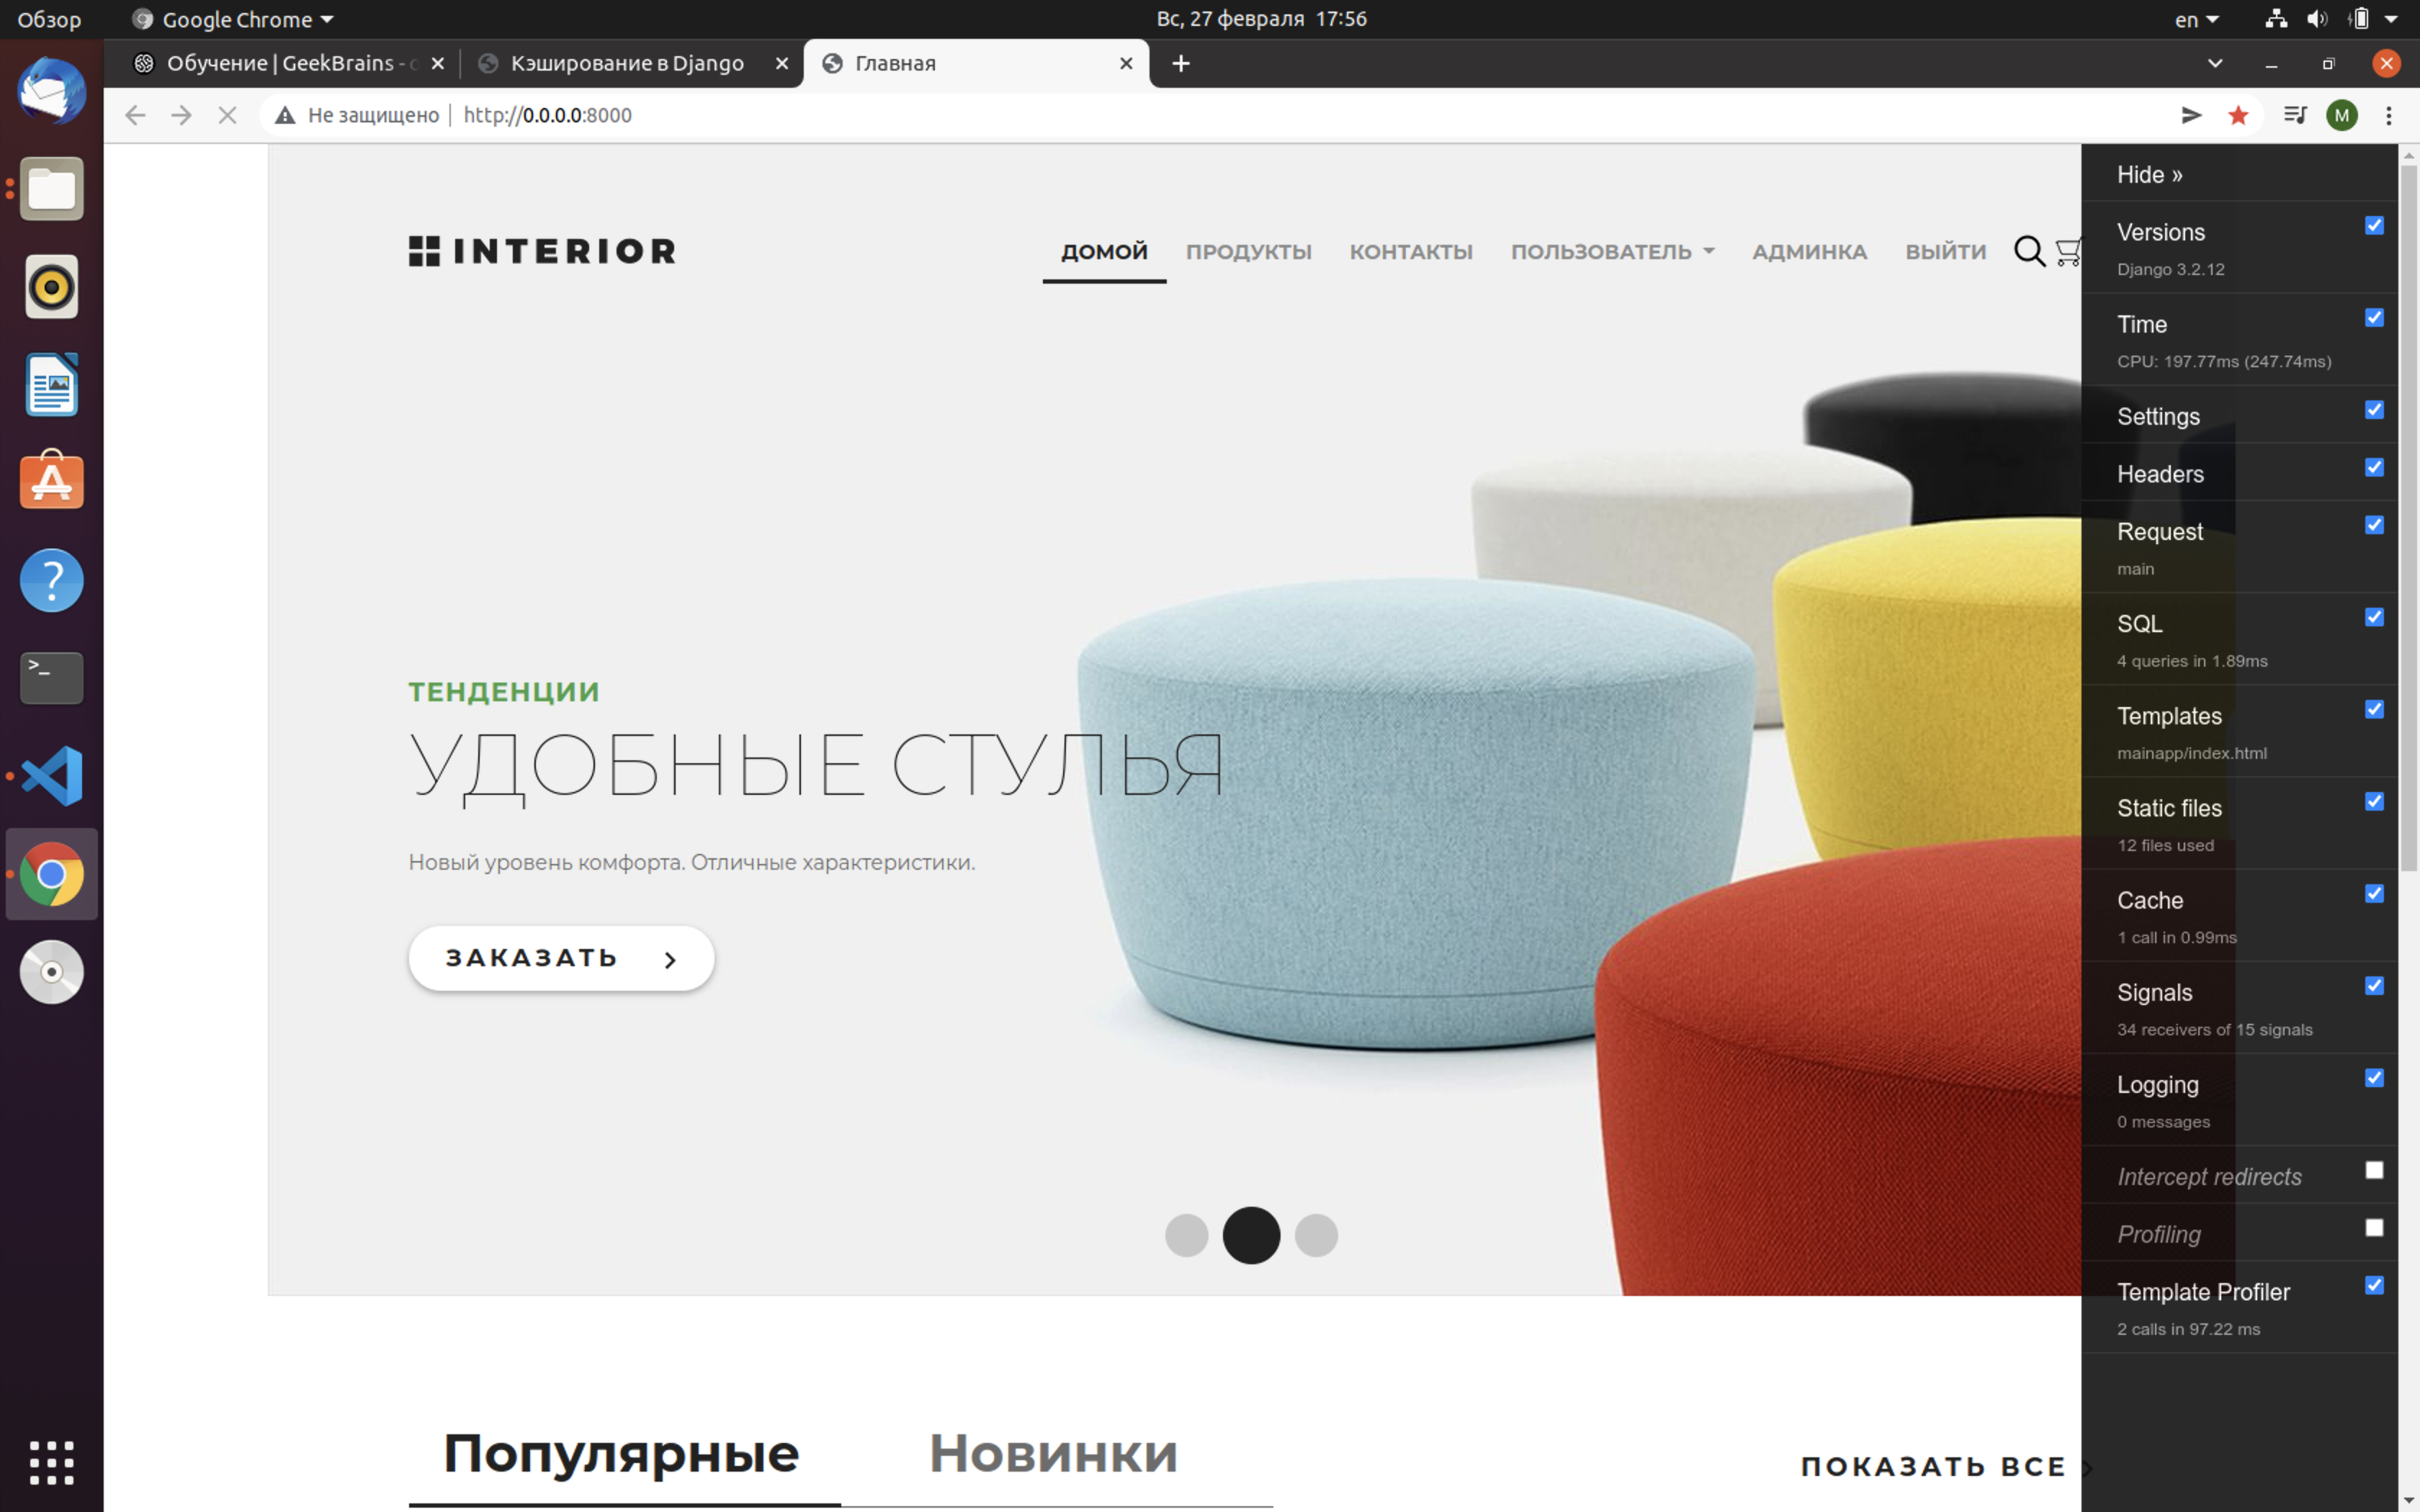 Обзор
Google Chrome
Вс, 27 февраля 17:56
en
Обучение | GeekBrains -
Кэширование в Django
Главная
Не защищено
http://0.0.0.0:8000
M
INTERIOR
ДОМОЙ
ПРОДУКТЫ
КОНТАКТЫ
ПОЛЬЗОВАТЕЛЬ
АДМИНКА
ВЫЙТИ
ТЕНДЕНЦИИ
УДОБНЫЕ СТУЛЬЯ
Новый уровень комфорта. Отличные характеристики.
ЗАКАЗАТЬ
Популярные
Новинки
ПОКАЗАТЬ ВСЕ
Hide »
Versions
Django 3.2.12
Time
CPU: 197.77ms (247.74ms)
Settings
Headers
Request
main
SQL
4 queries in 1.89ms
Templates
mainapp/index.html
Static files
12 files used
Cache
1 call in 0.99ms
Signals
34 receivers of 15 signals
Logging
0 messages
Intercept redirects
Profiling
Template Profiler
2 calls in 97.22 ms